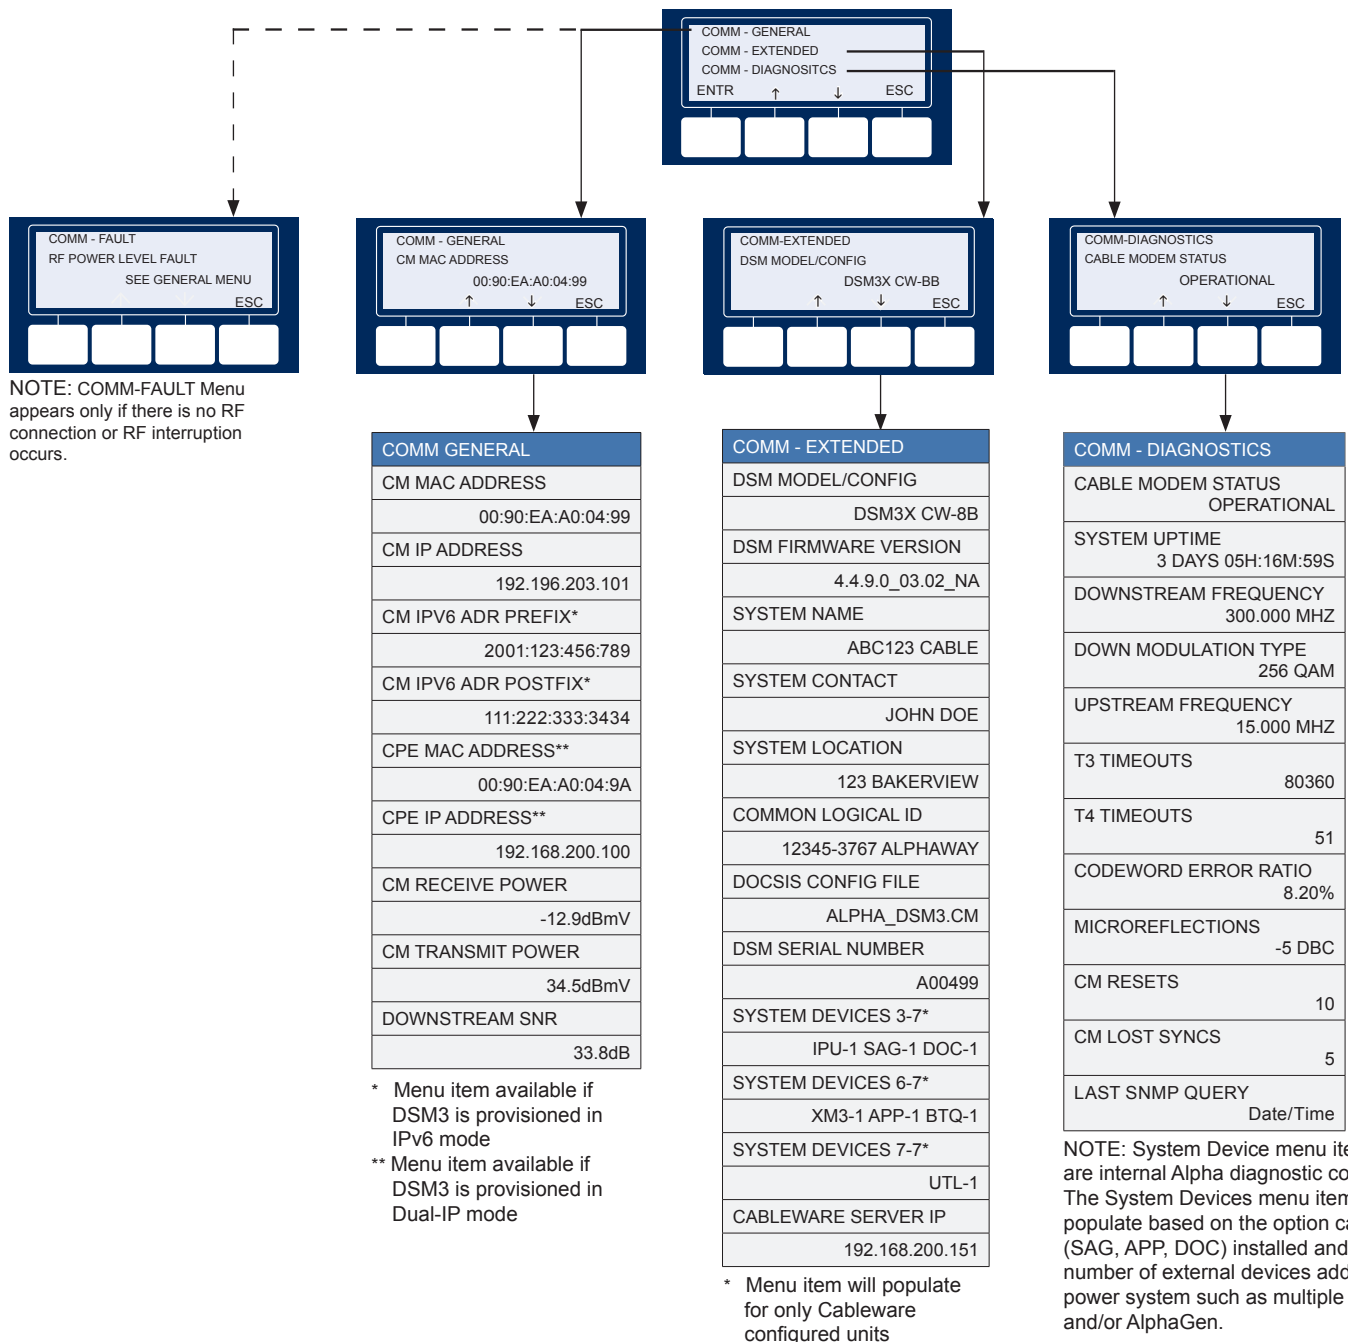 COMM - GENERAL
COMM - EXTENDED
COMM - DIAGNOSITCS
ENTR ↑ ↓ ESC
COMM - FAULT
RF POWER LEVEL FAULT
SEE GENERAL MENU
↑ ↓ ESC
NOTE: COMM-FAULT Menu
appears only if there is no RF
connection or RF interruption
occurs.
COMM - GENERAL
CM MAC ADDRESS
00:90:EA:A0:04:99
↑ ↓ ESC
COMM-EXTENDED
DSM MODEL/CONFIG
DSM3X CW-BB
↑ ↓ ESC
COMM-DIAGNOSTICS
CABLE MODEM STATUS
OPERATIONAL
↑ ↓ ESC
COMM GENERAL
CM MAC ADDRESS
00:90:EA:A0:04:99
CM IP ADDRESS
192.196.203.101
CM IPV6 ADR PREFIX*
2001:123:456:789
CM IPV6 ADR POSTFIX*
111:222:333:3434
CPE MAC ADDRESS**
00:90:EA:A0:04:9A
CPE IP ADDRESS**
192.168.200.100
CM RECEIVE POWER
-12.9dBmV
CM TRANSMIT POWER
34.5dBmV
DOWNSTREAM SNR
33.8dB
* Menu item available if
DSM3 is provisioned in
IPv6 mode
** Menu item available if
DSM3 is provisioned in
Dual-IP mode
COMM - EXTENDED
DSM MODEL/CONFIG
DSM3X CW-8B
DSM FIRMWARE VERSION
4.4.9.0_03.02_NA
SYSTEM NAME
ABC123 CABLE
SYSTEM CONTACT
JOHN DOE
SYSTEM LOCATION
123 BAKERVIEW
COMMON LOGICAL ID
12345-3767 ALPHAWAY
DOCSIS CONFIG FILE
ALPHA_DSM3.CM
DSM SERIAL NUMBER
A00499
SYSTEM DEVICES 3-7*
IPU-1 SAG-1 DOC-1
SYSTEM DEVICES 6-7*
XM3-1 APP-1 BTQ-1
SYSTEM DEVICES 7-7*
UTL-1
CABLEWARE SERVER IP
192.168.200.151
* Menu item will populate
for only Cableware
configured units
COMM - DIAGNOSTICS
CABLE MODEM STATUS
OPERATIONAL
SYSTEM UPTIME
3 DAYS 05H:16M:59S
DOWNSTREAM FREQUENCY
300.000 MHZ
DOWN MODULATION TYPE
256 QAM
UPSTREAM FREQUENCY
15.000 MHZ
T3 TIMEOUTS
80360
T4 TIMEOUTS
51
CODEWORD ERROR RATIO
8.20%
MICROREFLECTIONS
-5 DBC
CM RESETS
10
CM LOST SYNCS
5
LAST SNMP QUERY
Date/Time
NOTE: System Device menu
are internal Alpha diagnostic
The System Devices menu
populate based on the option
(SAG, APP, DOC) installed and
number of external devices
power system such as multiple
and/or AlphaGen.